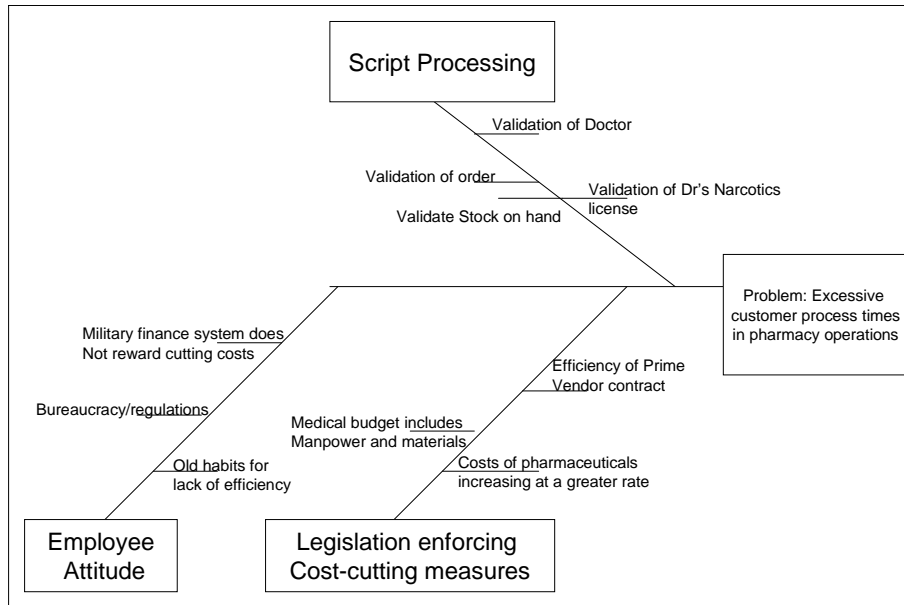 Script Processing
Validation of Doctor
Validation of order
Validation of Dr's Narcotics
license
Validate Stock on hand
Problem: Excessive
customer process times
in pharmacy operations
Military finance system does
Not reward cutting costs
Efficiency of Prime
Vendor contract
Bureaucracy/regulations
Medical budget includes
Manpower and materials
Old habits for
lack of efficiency
Costs of pharmaceuticals
increasing at a greater rate
Employee
Attitude
Legislation enforcing
Cost-cutting measures